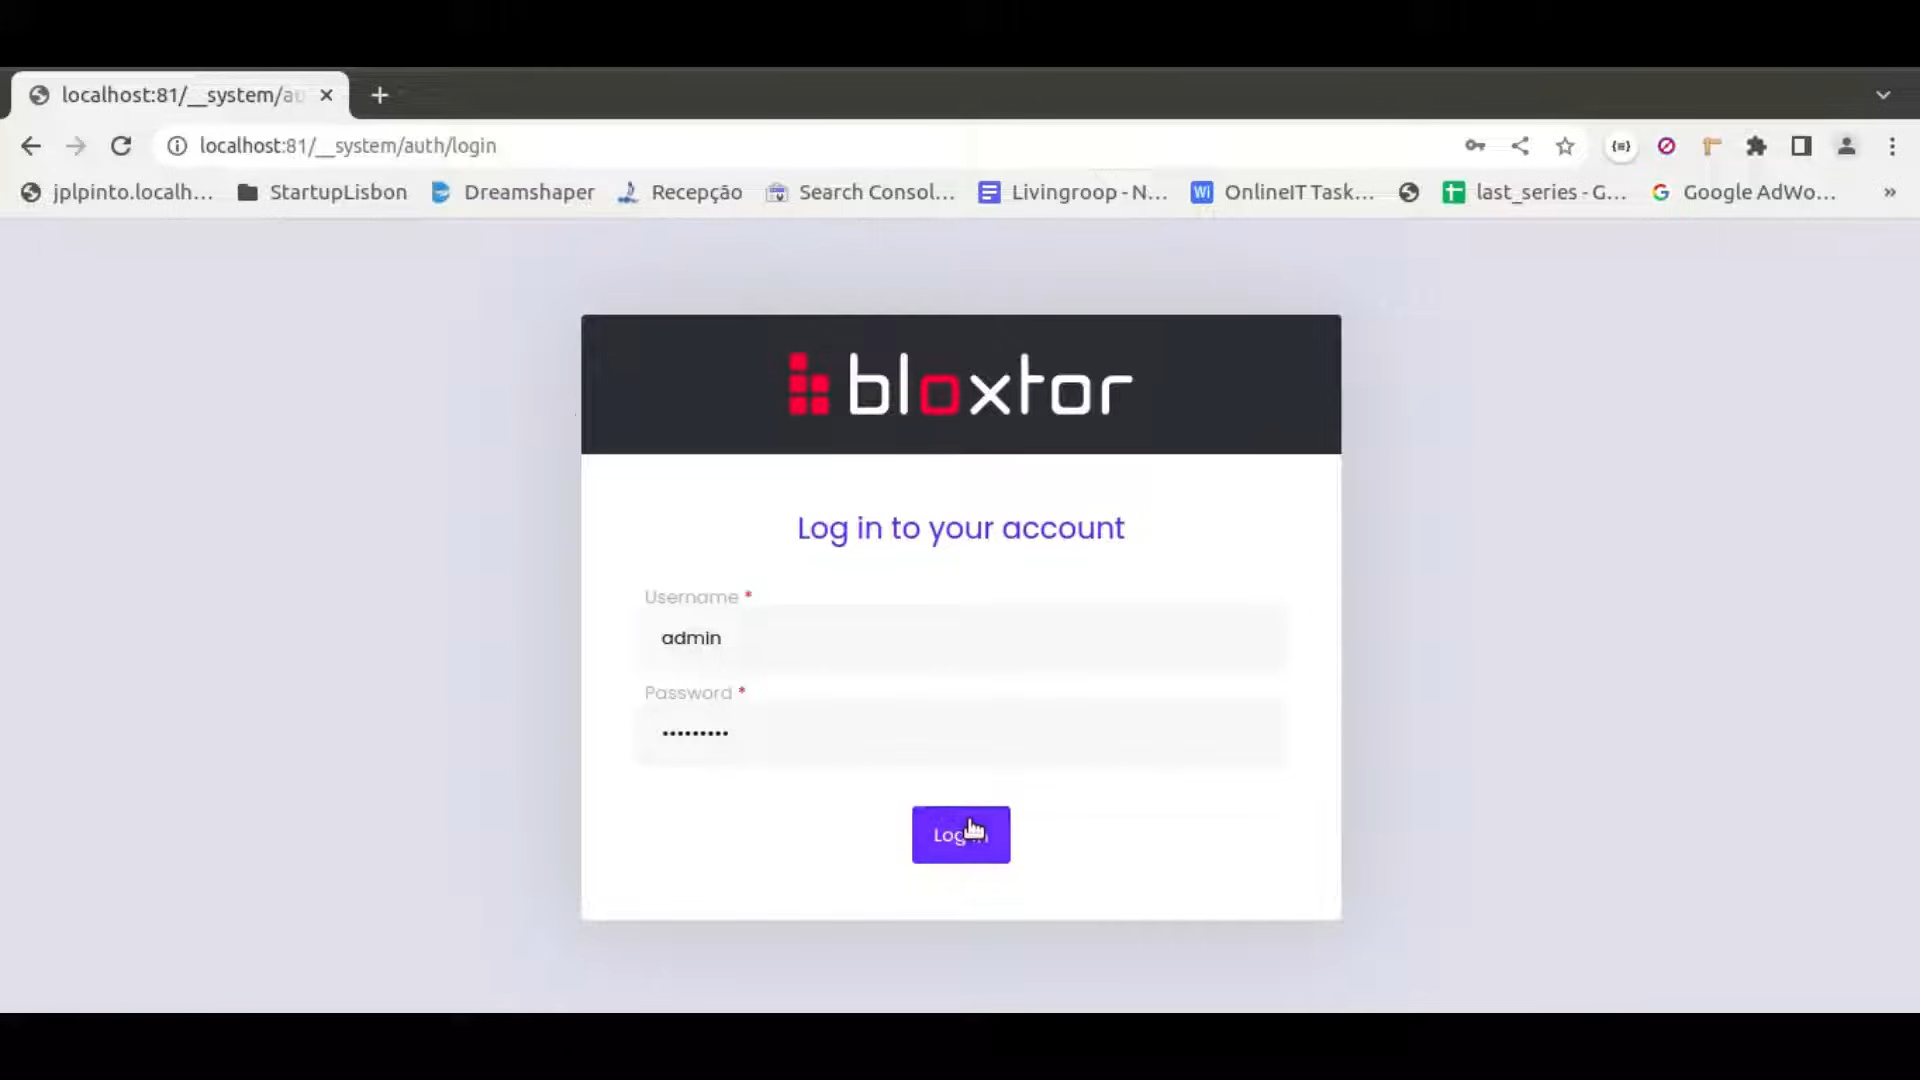 localhost:81/__system/au
localhost:81/__system/auth/login
jplpinto.localh... StartupLisbon Dreamshaper Recepção Search Consol... Livingroop - N... OnlineIT Task... last_series - G... Google AdWo... »
bloxtor
Log in to your account
Username *
admin
Password *
•••••••••